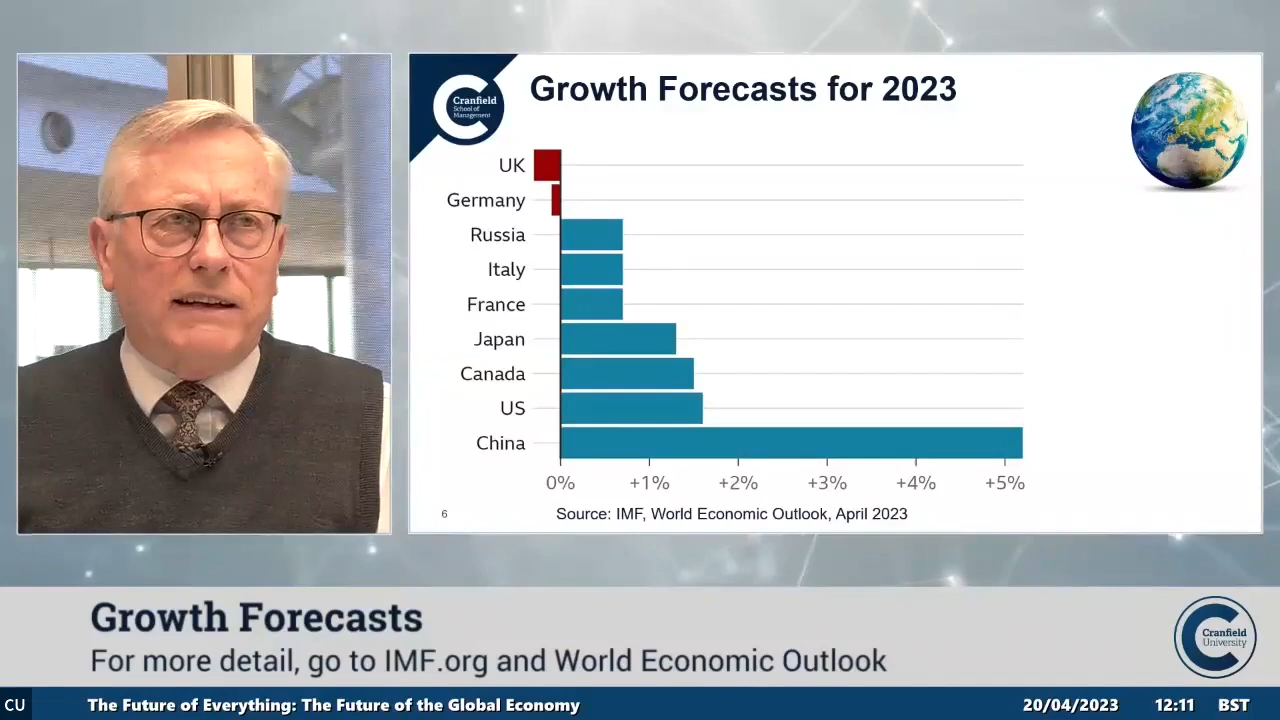 Cranfield
School of
Management
Growth Forecasts for 2023
UK
Germany
Russia
Italy
France
Japan
Canada
US
China
0% +1% +2% +3% +4% +5%
6
Source: IMF, World Economic Outlook, April 2023
Growth Forecasts
For more detail, go to IMF.org and World Economic Outlook
Cranfield
University
CU The Future of Everything: The Future of the Global Economy 20/04/2023 12:11 BST